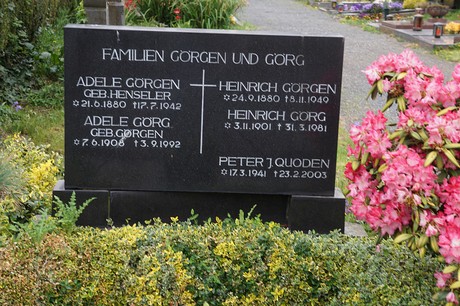 FAMILIEN GÖRGEN UND GÖRG
ADELE GÖRGEN
GEB.HENSELER
✩21.6.1880 ✝17.7.1942
ADELE GÖRG
GEB.GÖRGEN
✩7.6.1908 ✝3.9.1992
HEINRICH GÖRGEN
✩24.9.1880 ✝8.11.1949
HEINRICH GÖRG
✩3.11.1901 ✝31.3.1981
PETER J.QUODEN
✩17.3.1941 ✝23.2.2003